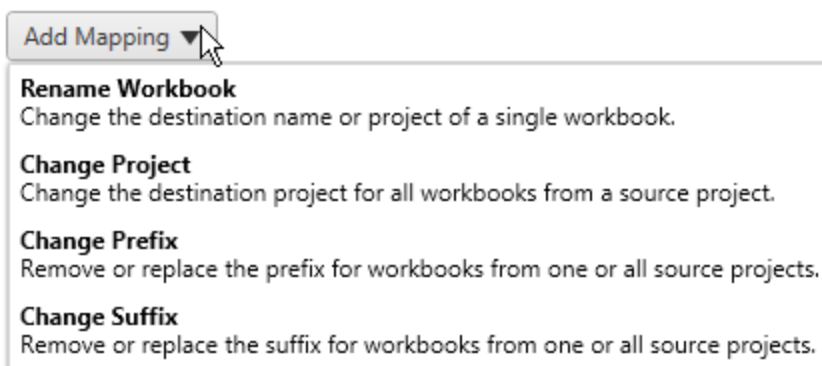 Add Mapping
Rename Workbook
Change the destination name or project of a single workbook.
Change Project
Change the destination project for all workbooks from a source project.
Change Prefix
Remove or replace the prefix for workbooks from one or all source projects.
Change Suffix
Remove or replace the suffix for workbooks from one or all source projects.